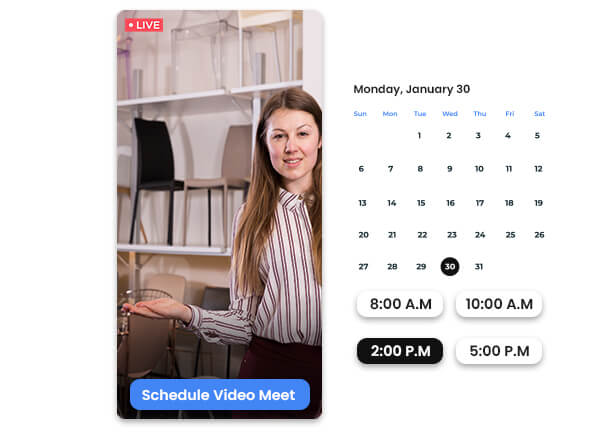 LIVE
Schedule Video Meet
Monday, January 30
Sun Mon Tue Wed Thu Fri Sat
1 2 3 4 5
6 7 8 9 10 11 12
13 14 15 16 17 18 19
20 21 22 23 24 25 26
27 28 29 30 31
8:00 A.M 10:00 A.M
2:00 P.M 5:00 P.M